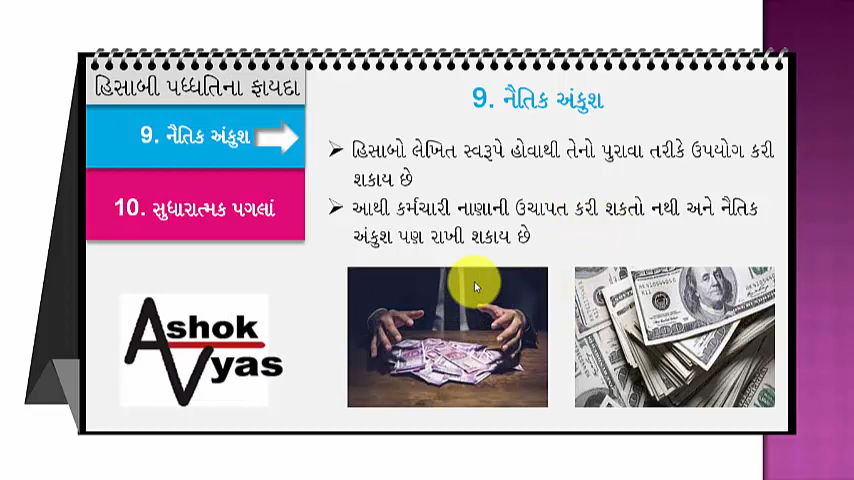 હિસાબી પધ્ધતિના ફાયદા
9. નૈતિક અંકુશ
10. સુધારાત્મક પગલાં
9. નૈતિક અંકુશ
➢ હિસાબો લેખિત સ્વરૂપે હોવાથી તેનો પુરાવા તરીકે ઉપયોગ કરી
શકાય છે
➢ આથી કર્મચારી નાણાની ઉચાપત કરી શકતો નથી અને નૈતિક
અંકુશ પણ રાખી શકાય છે
Ashok
Vyas